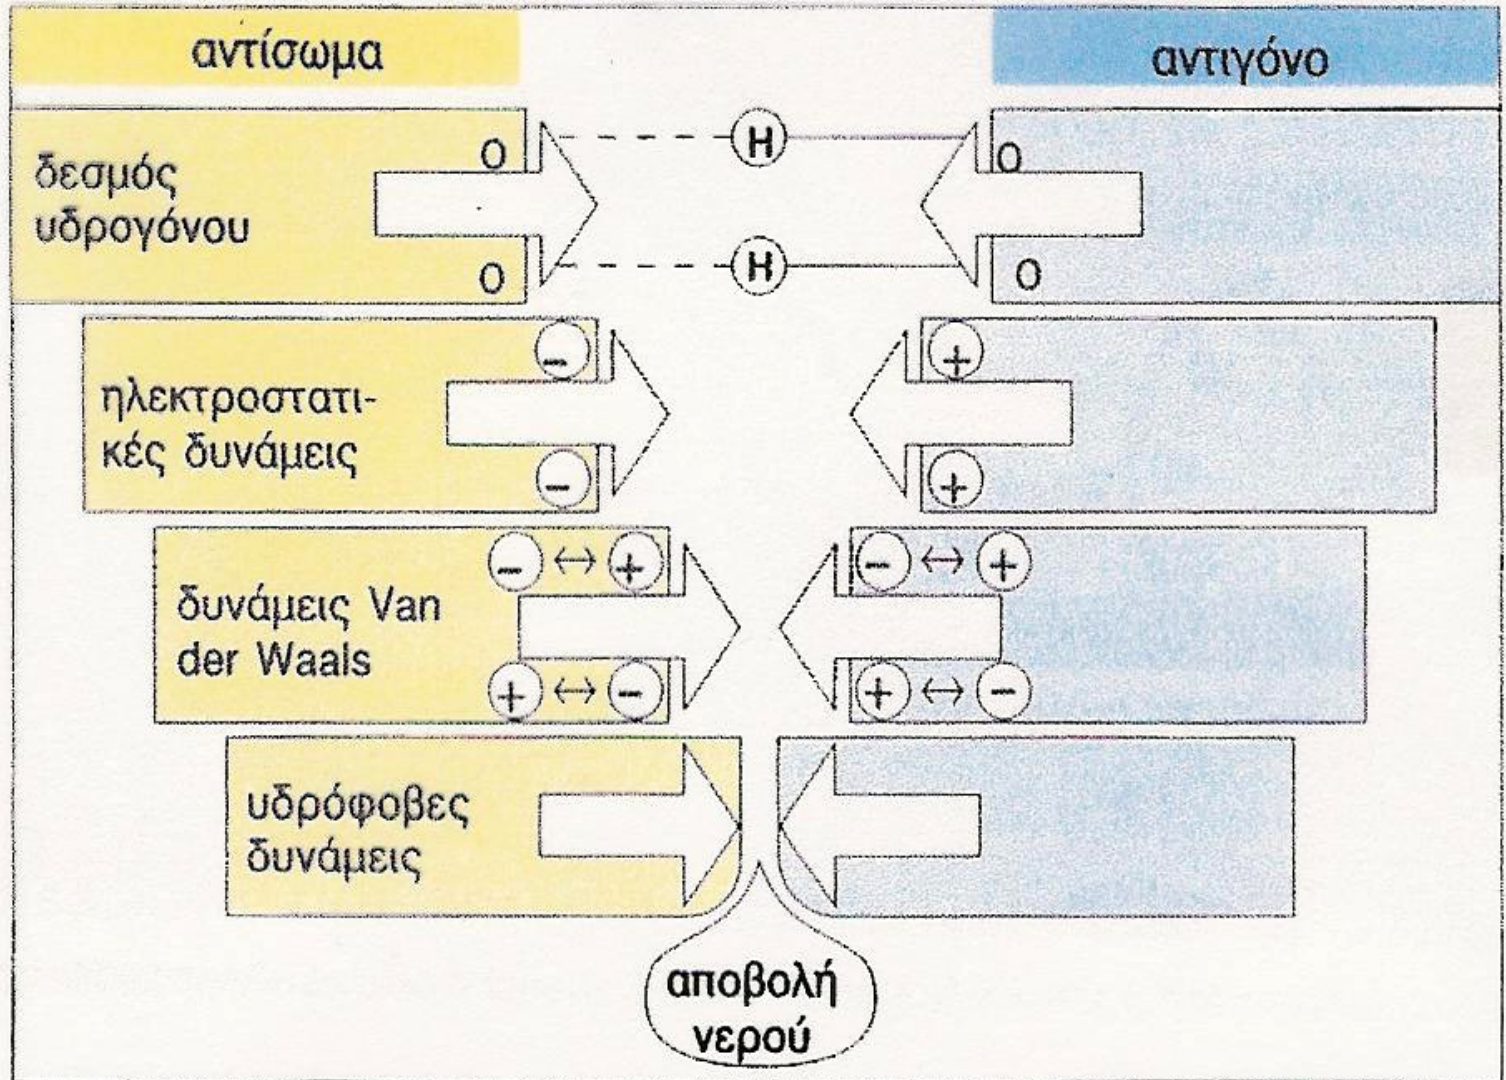 αντίσωμα
αντιγόνο
δεσμός
υδρογόνου
O
H
O
O
H
O
ηλεκτροστατι-
κές δυνάμεις
-
+
-
+
δυνάμεις Van
der Waals
- ↔ +
- ↔ +
+ ↔ -
+ ↔ -
υδρόφοβες
δυνάμεις
αποβολή
νερού